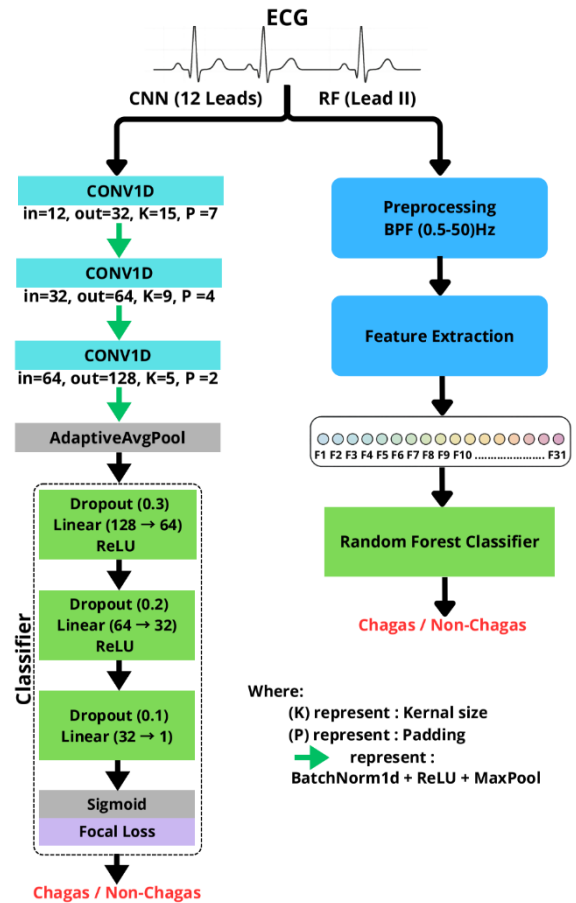 ECG
CNN (12 Leads)
RF (Lead II)
CONV1D
in=12, out=32, K=15, P =7
CONV1D
in=32, out=64, K=9, P =4
CONV1D
in=64, out=128, K=5, P =2
AdaptiveAvgPool
Classifier
Dropout (0.3)
Linear (128 → 64)
ReLU
Dropout (0.2)
Linear (64 → 32)
ReLU
Dropout (0.1)
Linear (32 → 1)
Sigmoid
Focal Loss
Chagas / Non-Chagas
Preprocessing
BPF (0.5-50)Hz
Feature Extraction
F1 F2 F3 F4 F5 F6 F7 F8 F9 F10 ...................... F31
Random Forest Classifier
Chagas / Non-Chagas
Where:
(K) represent : Kernal size
(P) represent : Padding
represent :
BatchNorm1d + ReLU + MaxPool